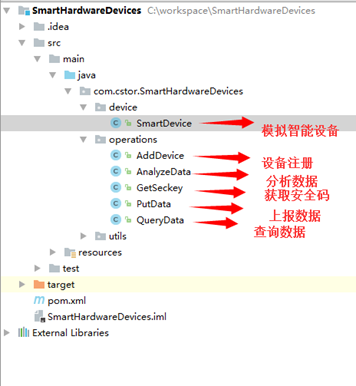 SmartHardwareDevices C:\workspace\SmartHardwareDevices
.idea
src
main
java
com.cstor.SmartHardwareDevices
device
SmartDevice 模拟智能设备
operations
AddDevice 设备注册
AnalyzeData 分析数据
GetSeckey 获取安全码
PutData 上报数据
QueryData 查询数据
utils
resources
test
target
pom.xml
SmartHardwareDevices.iml
External Libraries